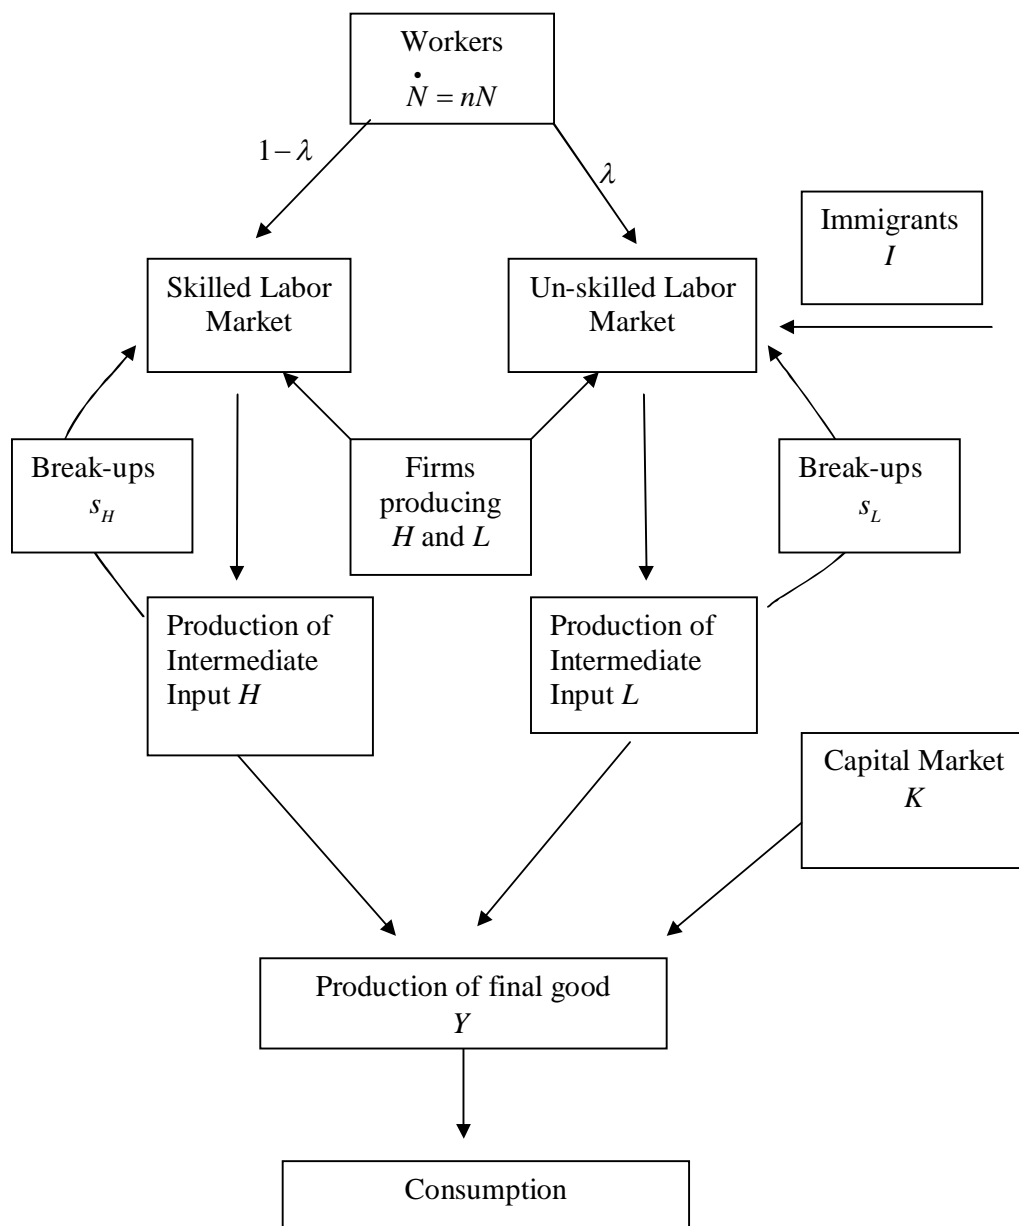 Workers
Ṅ = nN
1 − λ
λ
Immigrants
I
Skilled Labor
Market
Un-skilled Labor
Market
Break-ups
s_H
Firms
producing
H and L
Break-ups
s_L
Production of
Intermediate
Input H
Production of
Intermediate
Input L
Capital Market
K
Production of final good
Y
Consumption